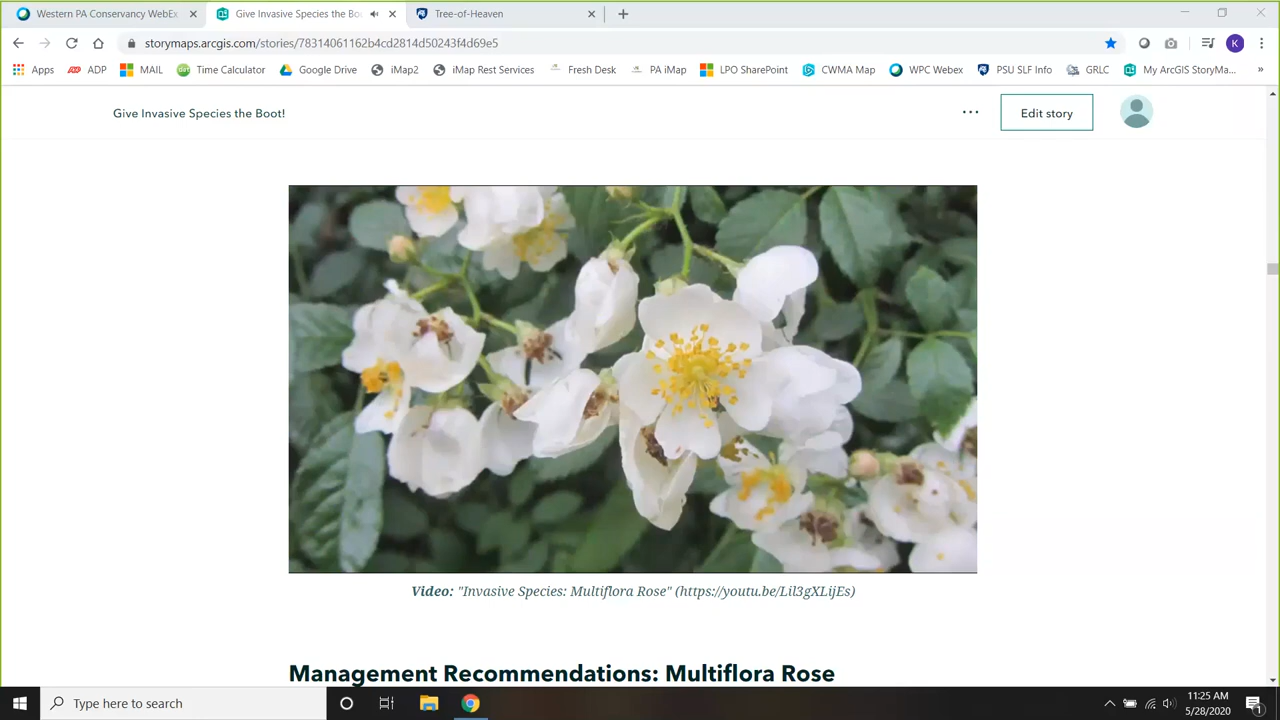 Western PA Conservancy WebEx
Give Invasive Species the Bo
Tree-of-Heaven
storymaps.arcgis.com/stories/78314061162b4cd2814d50243f4d69e5
K
Apps
ADP
MAIL
Time Calculator
Google Drive
iMap2
iMap Rest Services
Fresh Desk
PA iMap
LPO SharePoint
CWMA Map
WPC Webex
PSU SLF Info
GRLC
My ArcGIS StoryMa...
»
Give Invasive Species the Boot!
...
Edit story
Video: "Invasive Species: Multiflora Rose" (https://youtu.be/Lil3gXLijEs)
Management Recommendations: Multiflora Rose
Type here to search
11:25 AM
5/28/2020
1